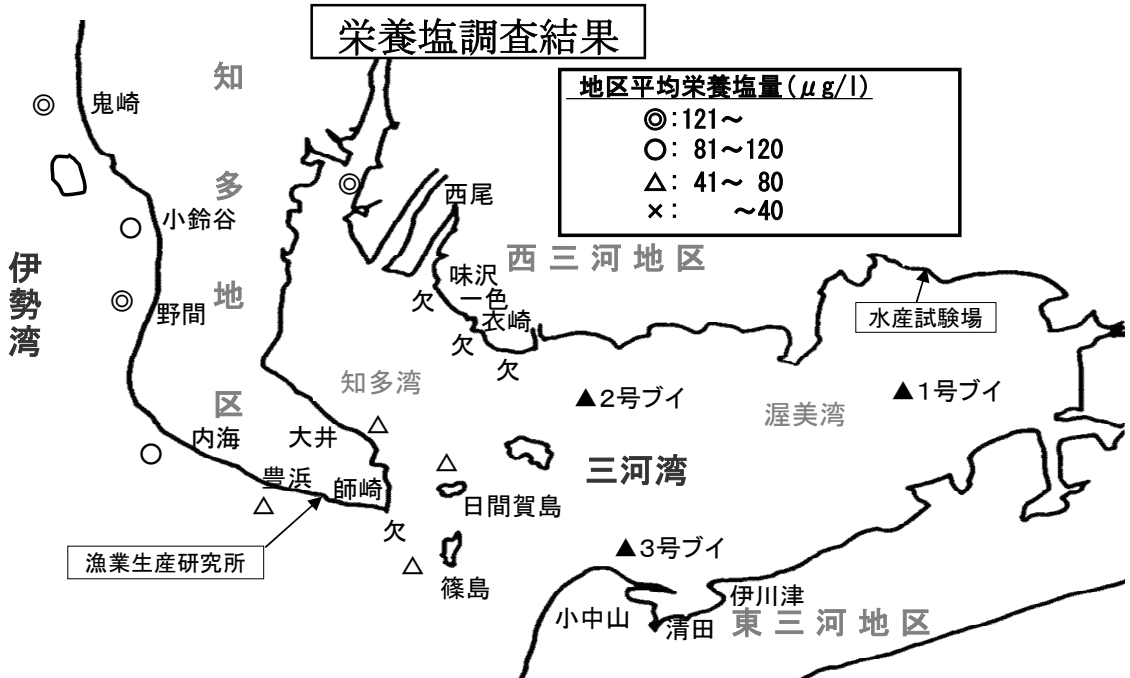 栄養塩調査結果
地区平均栄養塩量(μg/l)
◎:121～
○: 81～120
△: 41～ 80
×: ～40
知多地区
鬼崎
◎
小鈴谷
○
伊勢湾
◎
野間
◎
西尾
西三河地区
味沢
欠
一色
衣崎
欠
欠
水産試験場
知多湾
▲2号ブイ
▲1号ブイ
渥美湾
内海
大井
△
○
三河湾
△
豊浜
師崎
日間賀島
△
欠
漁業生産研究所
△
篠島
▲3号ブイ
小中山
清田
伊川津
東三河地区